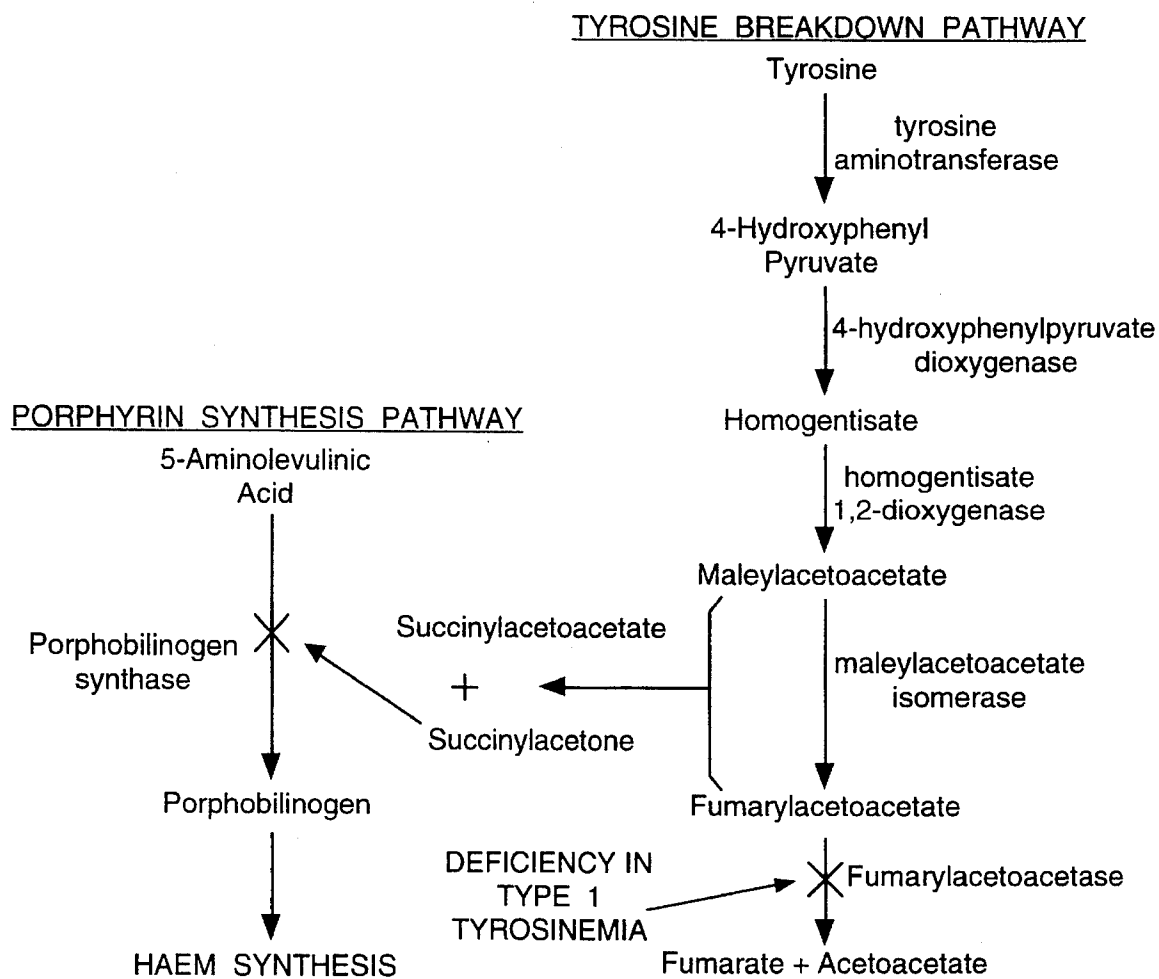 TYROSINE BREAKDOWN PATHWAY
Tyrosine
tyrosine
aminotransferase
4-Hydroxyphenyl
Pyruvate
4-hydroxyphenylpyruvate
dioxygenase
Homogentisate
homogentisate
1,2-dioxygenase
Maleylacetoacetate
maleylacetoacetate
isomerase
Fumarylacetoacetate
Fumarylacetoacetase
Fumarate + Acetoacetate
Succinylacetoacetate
+
Succinylacetone
DEFICIENCY IN
TYPE 1
TYROSINEMIA
PORPHYRIN SYNTHESIS PATHWAY
5-Aminolevulinic
Acid
Porphobilinogen
synthase
Porphobilinogen
HAEM SYNTHESIS